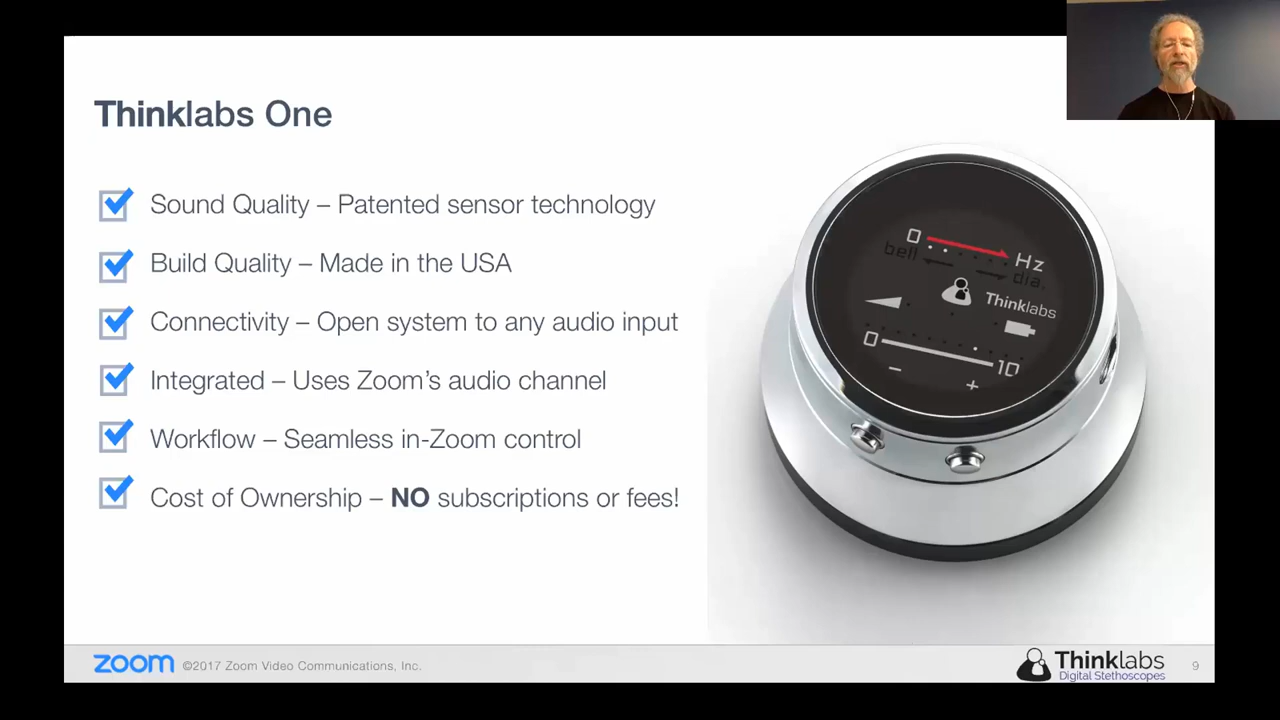 Thinklabs One
Sound Quality – Patented sensor technology
Build Quality – Made in the USA
Connectivity – Open system to any audio input
Integrated – Uses Zoom's audio channel
Workflow – Seamless in-Zoom control
Cost of Ownership – NO subscriptions or fees!
0 Hz
bell dia.
Thinklabs
0 10
– +
zoom ©2017 Zoom Video Communications, Inc.
Thinklabs
Digital Stethoscopes
9